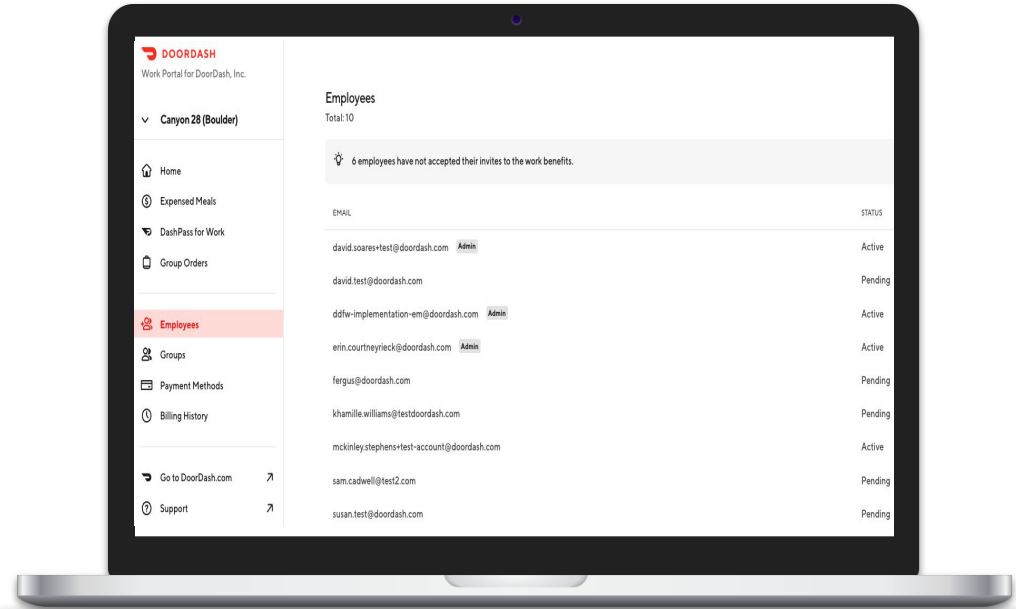 DOORDASH
Work Portal for DoorDash, Inc.
Canyon 28 (Boulder)
Home
Expensed Meals
DashPass for Work
Group Orders
Employees
Groups
Payment Methods
Billing History
Go to DoorDash.com
Support
Employees
Total: 10
6 employees have not accepted their invites to the work benefits.
EMAIL STATUS
david.soares+test@doordash.com Admin Active
david.test@doordash.com Pending
ddfw-implementation-em@doordash.com Admin Active
erin.courtneyrieck@doordash.com Admin Active
fergus@doordash.com Pending
khamille.williams@testdoordash.com Pending
mckinley.stephens+test-account@doordash.com Active
sam.cadwell@test2.com Pending
susan.test@doordash.com Pending